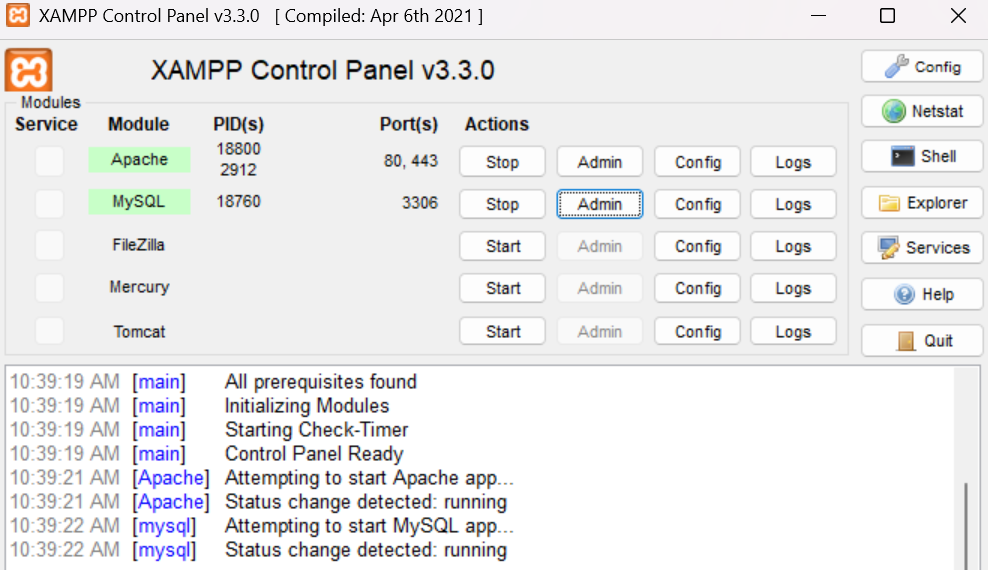 XAMPP Control Panel v3.3.0 [ Compiled: Apr 6th 2021 ]
XAMPP Control Panel v3.3.0
Config
Netstat
Shell
Explorer
Services
Help
Quit
Modules
Service Module PID(s) Port(s) Actions
Apache 18800 2912 80, 443 Stop Admin Config Logs
MySQL 18760 3306 Stop Admin Config Logs
FileZilla Start Admin Config Logs
Mercury Start Admin Config Logs
Tomcat Start Admin Config Logs
10:39:19 AM [main] All prerequisites found
10:39:19 AM [main] Initializing Modules
10:39:19 AM [main] Starting Check-Timer
10:39:19 AM [main] Control Panel Ready
10:39:21 AM [Apache] Attempting to start Apache app...
10:39:21 AM [Apache] Status change detected: running
10:39:22 AM [mysql] Attempting to start MySQL app...
10:39:22 AM [mysql] Status change detected: running